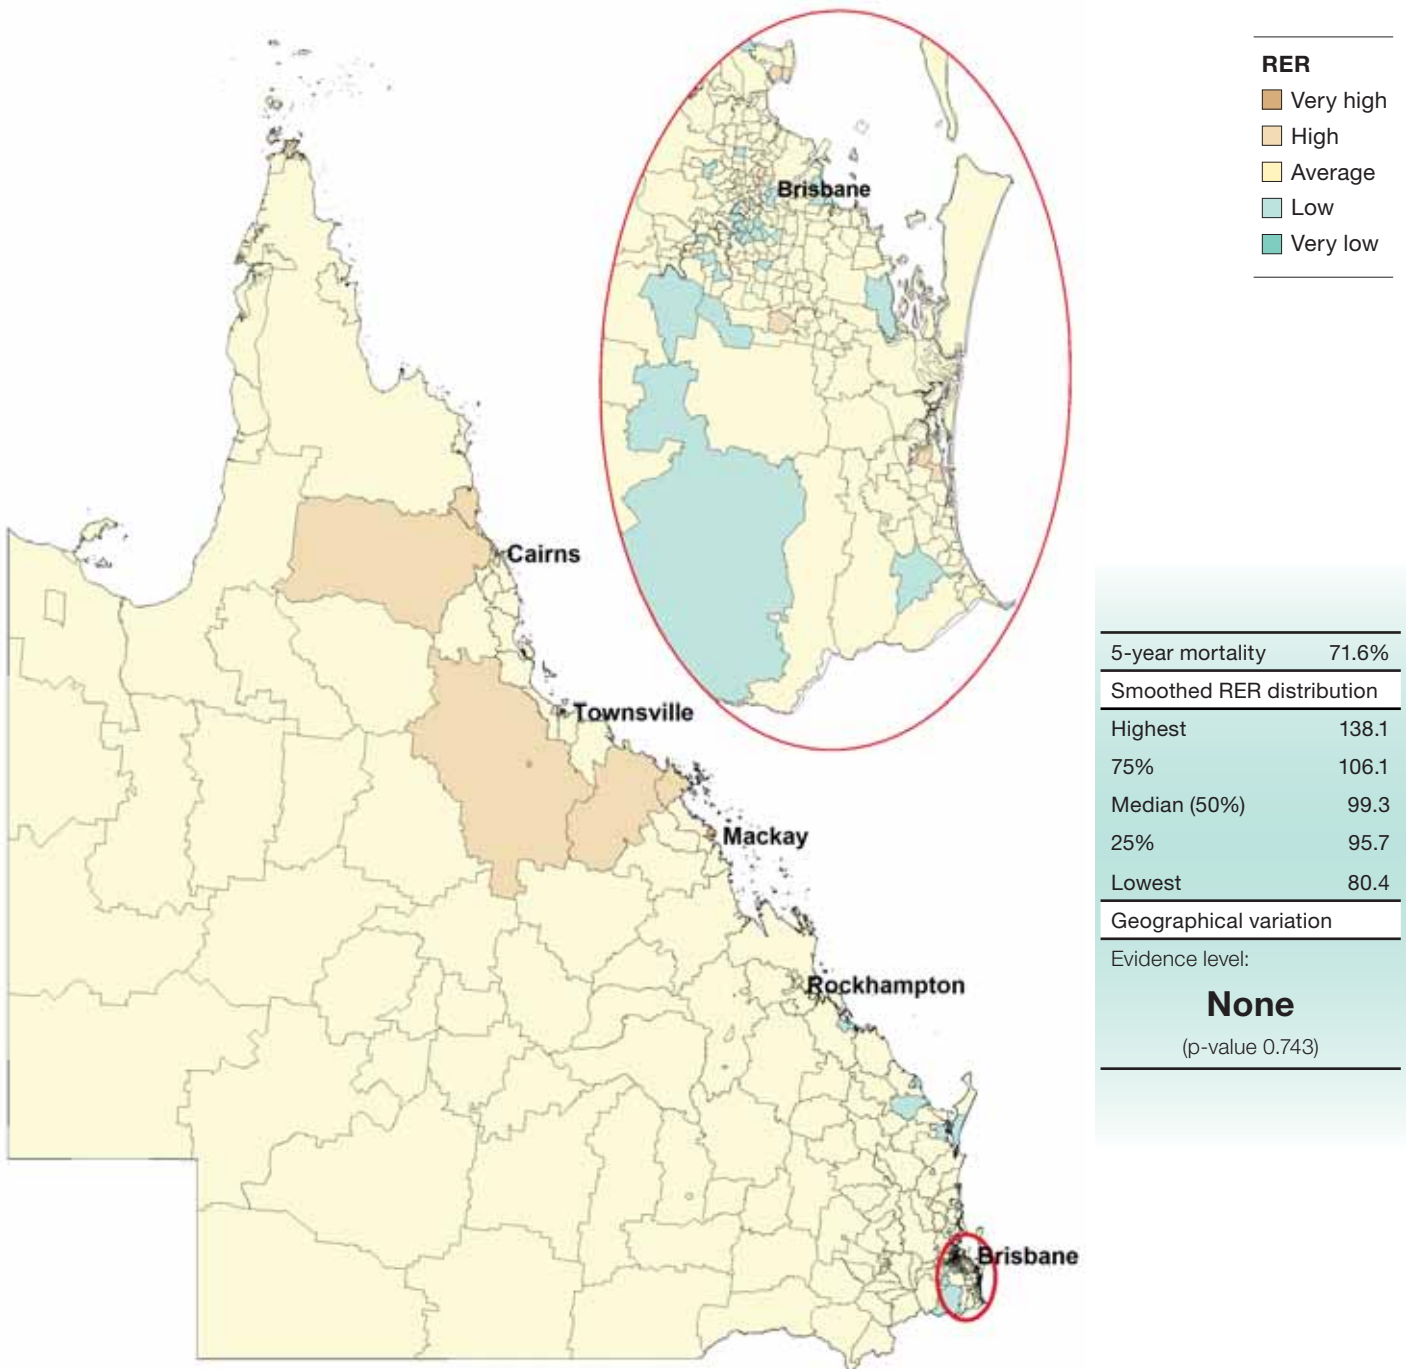 RER
Very high
High
Average
Low
Very low
Brisbane
Cairns
Townsville
Mackay
Rockhampton
Brisbane
5-year mortality 71.6%
Smoothed RER distribution
Highest 138.1
75% 106.1
Median (50%) 99.3
25% 95.7
Lowest 80.4
Geographical variation
Evidence level:
None
(p-value 0.743)